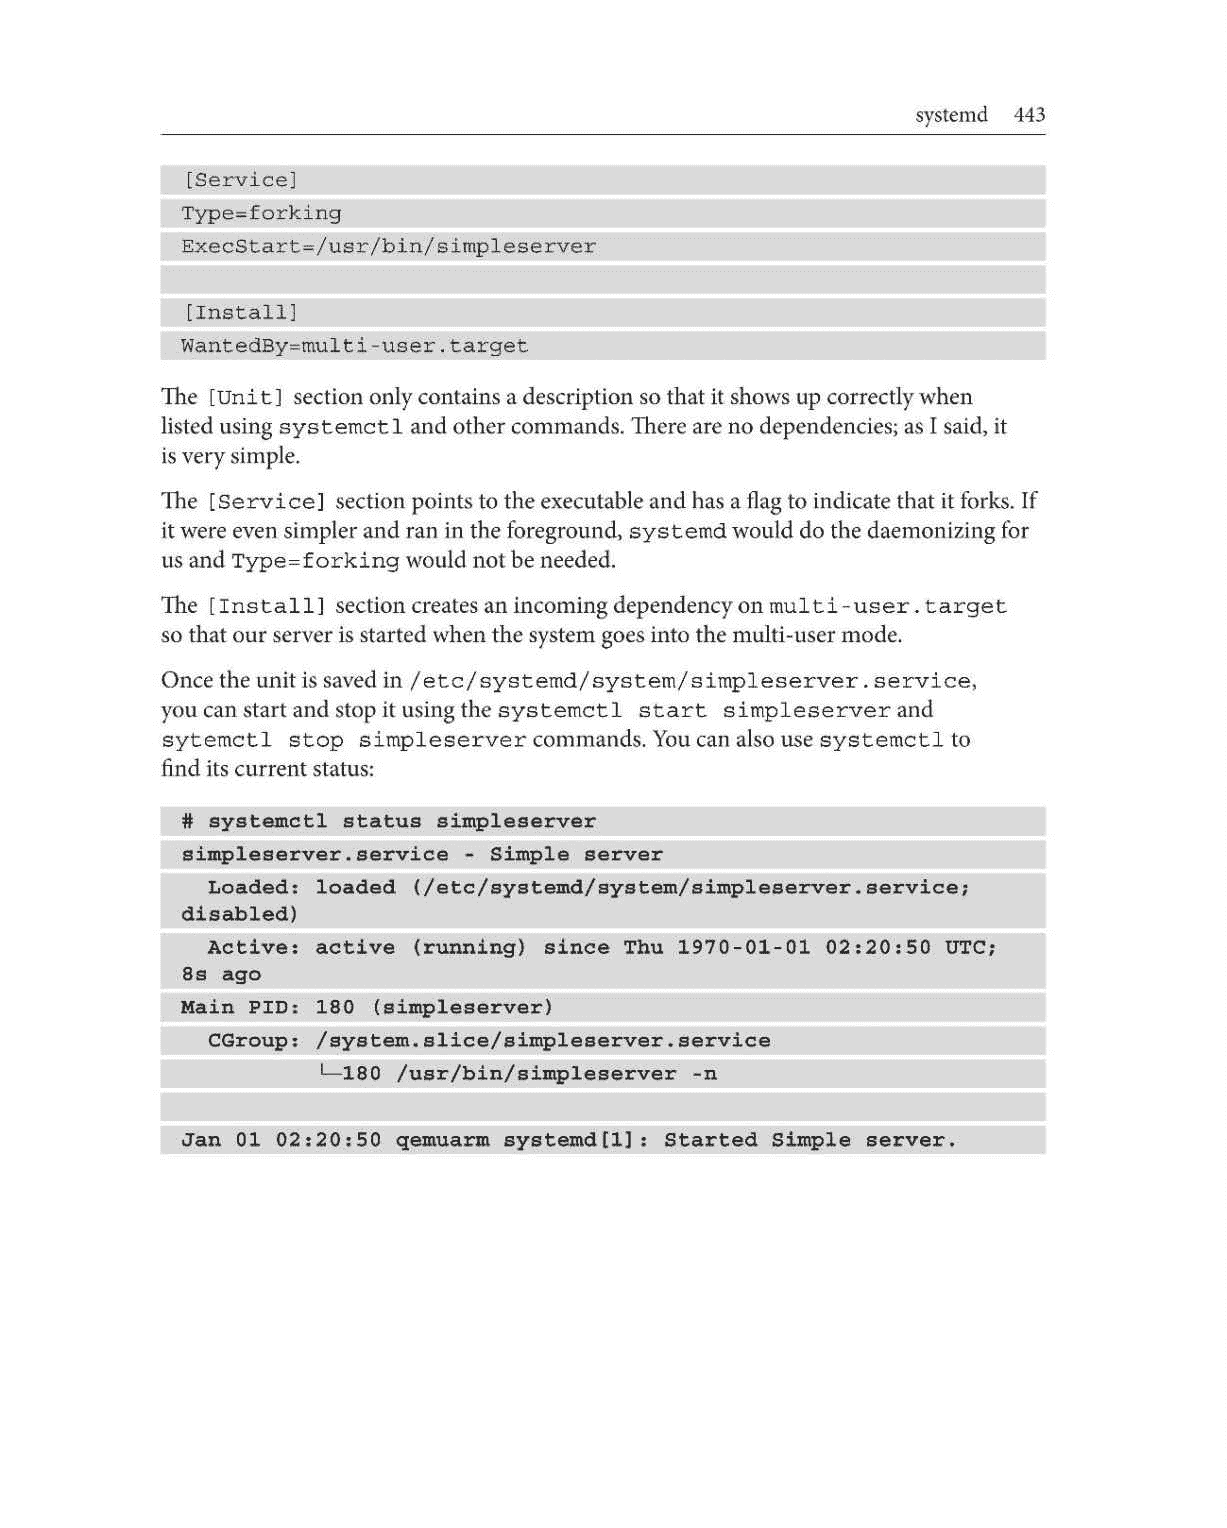 systemd 443
[Service]
Type=forking
ExecStart=/usr/bin/simpleserver
[Install]
WantedBy=multi-user.target
The [Unit] section only contains a description so that it shows up correctly when
listed using systemctl and other commands. There are no dependencies; as I said, it
is very simple.
The [Service] section points to the executable and has a flag to indicate that it forks. If
it were even simpler and ran in the foreground, systemd would do the daemonizing for
us and Type=forking would not be needed.
The [Install] section creates an incoming dependency on multi-user.target
so that our server is started when the system goes into the multi-user mode.
Once the unit is saved in /etc/systemd/system/simpleserver.service,
you can start and stop it using the systemctl start simpleserver and
sytemctl stop simpleserver commands. You can also use systemctl to
find its current status:
# systemctl status simpleserver
simpleserver.service - Simple server
Loaded: loaded (/etc/systemd/system/simpleserver.service;
disabled)
Active: active (running) since Thu 1970-01-01 02:20:50 UTC;
8s ago
Main PID: 180 (simpleserver)
CGroup: /system.slice/simpleserver.service
└─180 /usr/bin/simpleserver -n
Jan 01 02:20:50 qemuarm systemd[1]: Started Simple server.